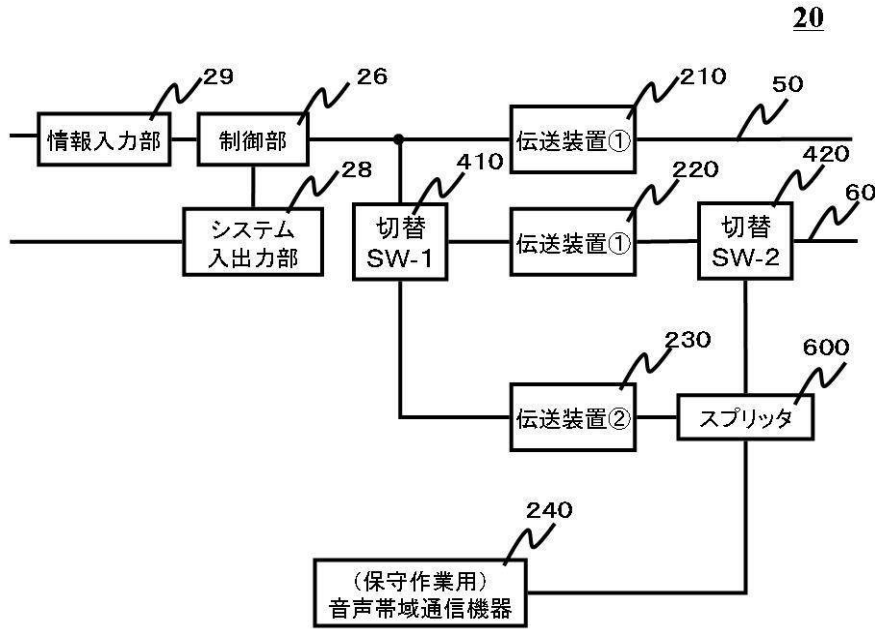 20
29
26
210
50
情報入力部
制御部
伝送装置①
28
410
220
420
60
システム
入出力部
切替
SW-1
伝送装置①
切替
SW-2
230
600
伝送装置②
スプリッタ
240
(保守作業用)
音声帯域通信機器